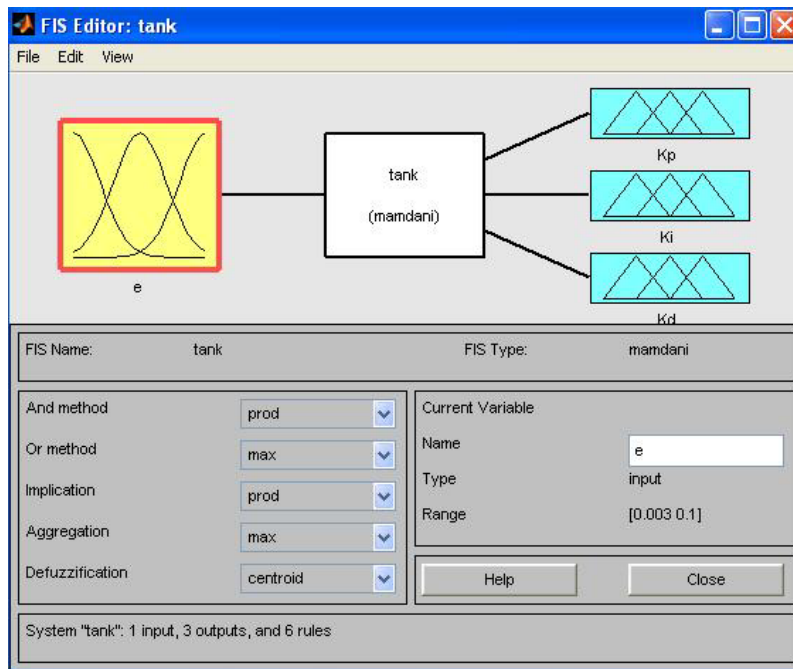 FIS Editor: tank
File Edit View
e
tank
(mamdani)
Kp
Ki
Kd
FIS Name: tank FIS Type: mamdani
And method prod
Or method max
Implication prod
Aggregation max
Defuzzification centroid
Current Variable
Name e
Type input
Range [0.003 0.1]
Help Close
System "tank": 1 input, 3 outputs, and 6 rules